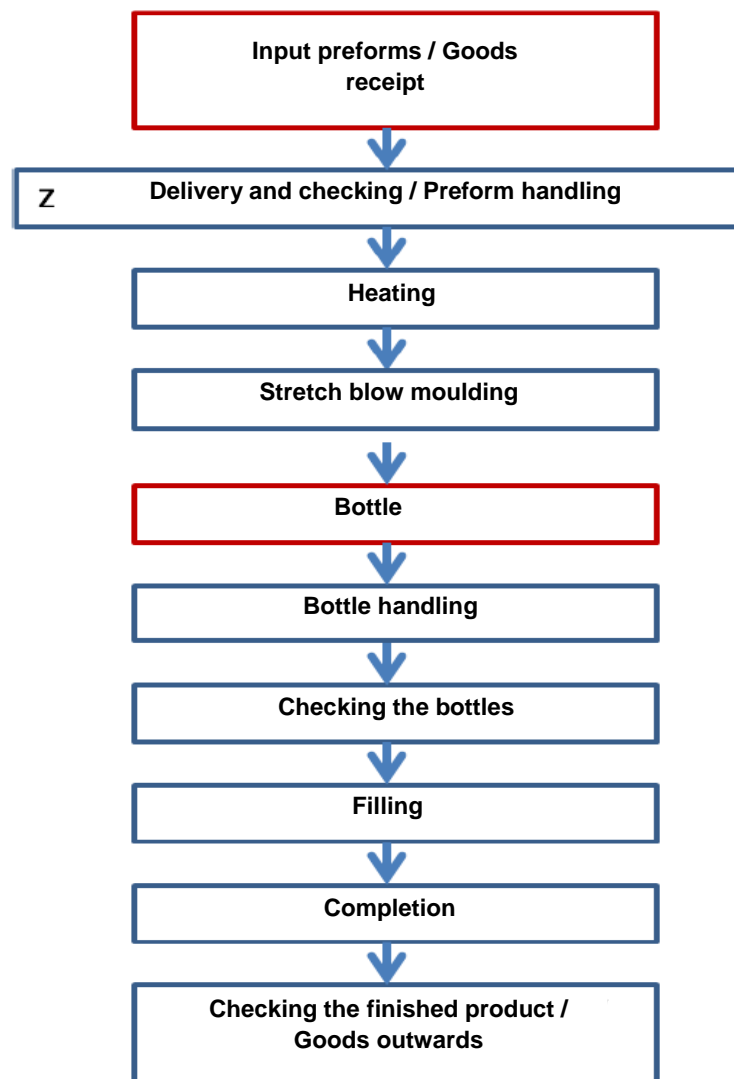 Input preforms / Goods
receipt
Z Delivery and checking / Preform handling
Heating
Stretch blow moulding
Bottle
Bottle handling
Checking the bottles
Filling
Completion
Checking the finished product /
Goods outwards